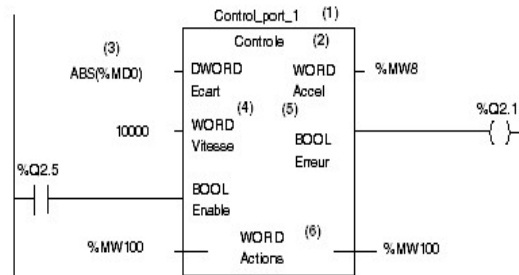 Control_port_1 (1)
Controle (2)
(3)
ABS(%MD0)
DWORD
Ecart
WORD
Accel
%MW8
10000
WORD (4)
Vitesse
(5)
BOOL
Erreur
%Q2.1
%Q2.5
BOOL
Enable
%MW100
WORD (6)
Actions
%MW100